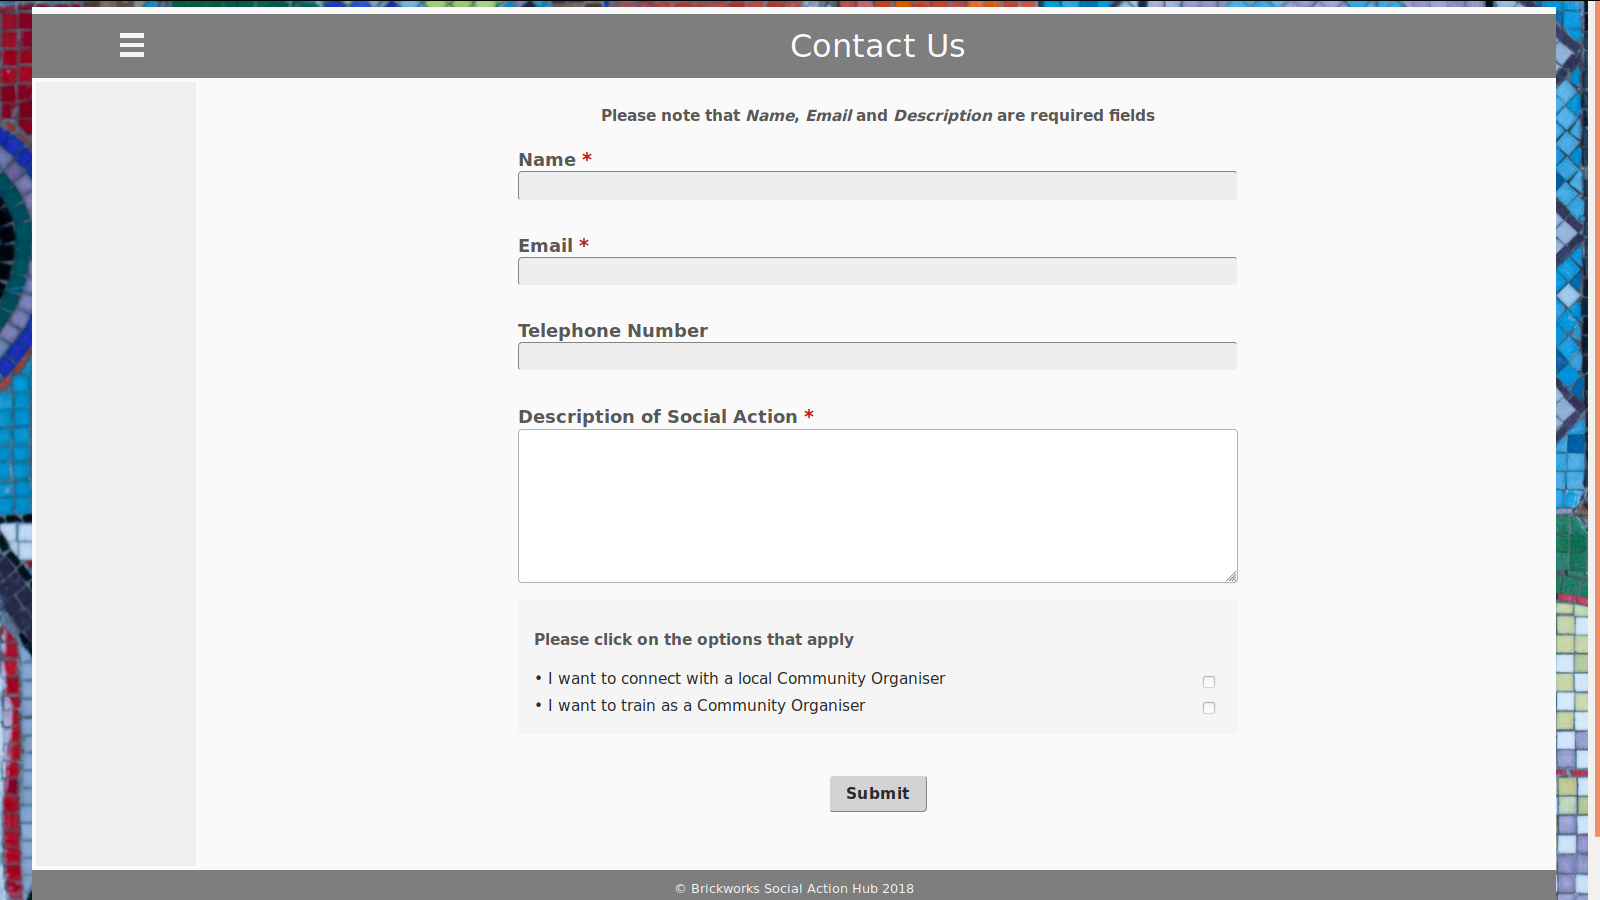 Contact Us
Please note that Name, Email and Description are required fields
Name *
Email *
Telephone Number
Description of Social Action *
Please click on the options that apply
• I want to connect with a local Community Organiser
• I want to train as a Community Organiser
Submit
© Brickworks Social Action Hub 2018